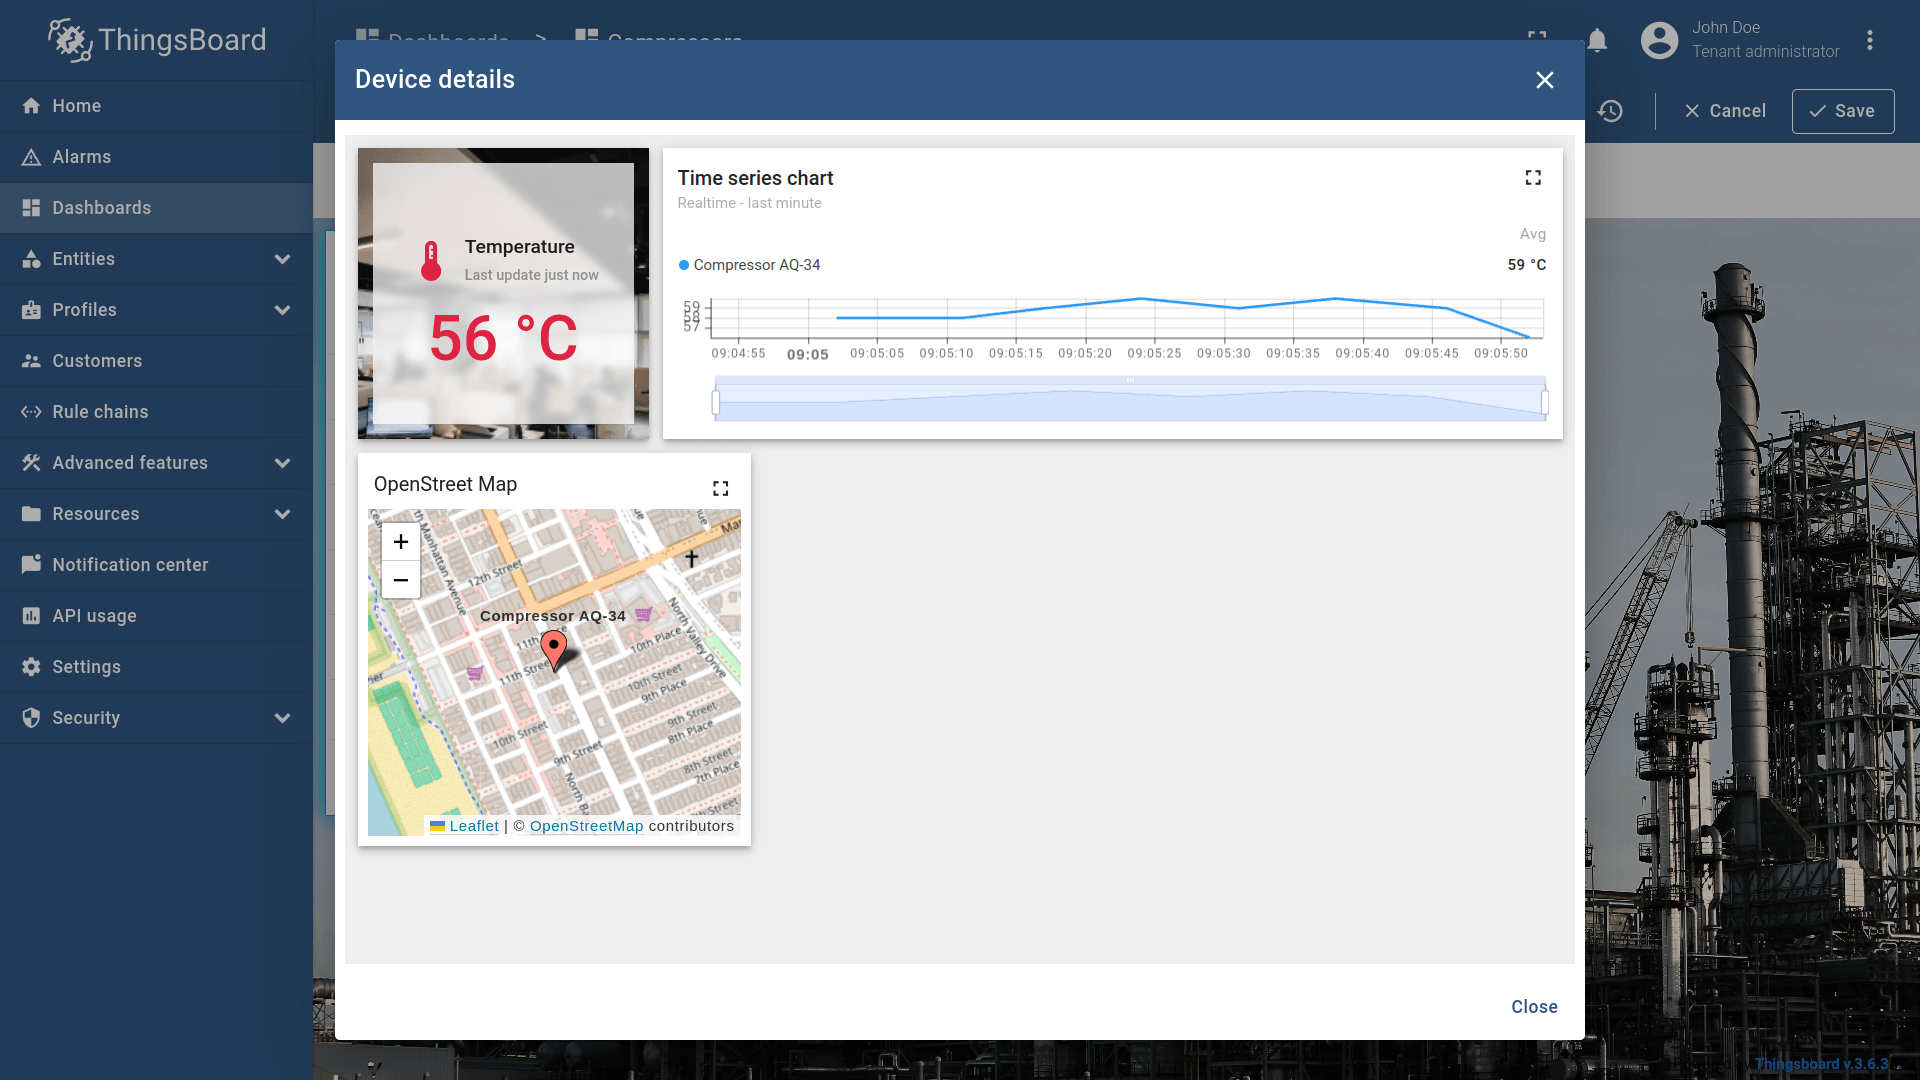 ThingsBoard
Dashboards > Compressors
John Doe
Tenant administrator
Device details
Home
Alarms
Dashboards
Entities
Profiles
Customers
Rule chains
Advanced features
Resources
Notification center
API usage
Settings
Security
Cancel
Save
Temperature
Last update just now
56 °C
Time series chart
Realtime - last minute
Avg
Compressor AQ-34
59 °C
59
58
57
09:04:55 09:05 09:05:05 09:05:10 09:05:15 09:05:20 09:05:25 09:05:30 09:05:35 09:05:40 09:05:45 09:05:50
OpenStreet Map
+
−
Manhattan Avenue
12th Street
Compressor AQ-34
11th Street
10th Place
North Valley Drive
10th Street
9th Place
9th Street
8th Place
10th Street
9th Street
8th Street
7th Place
Leaflet | © OpenStreetMap contributors
Close
Thingsboard v.3.6.3